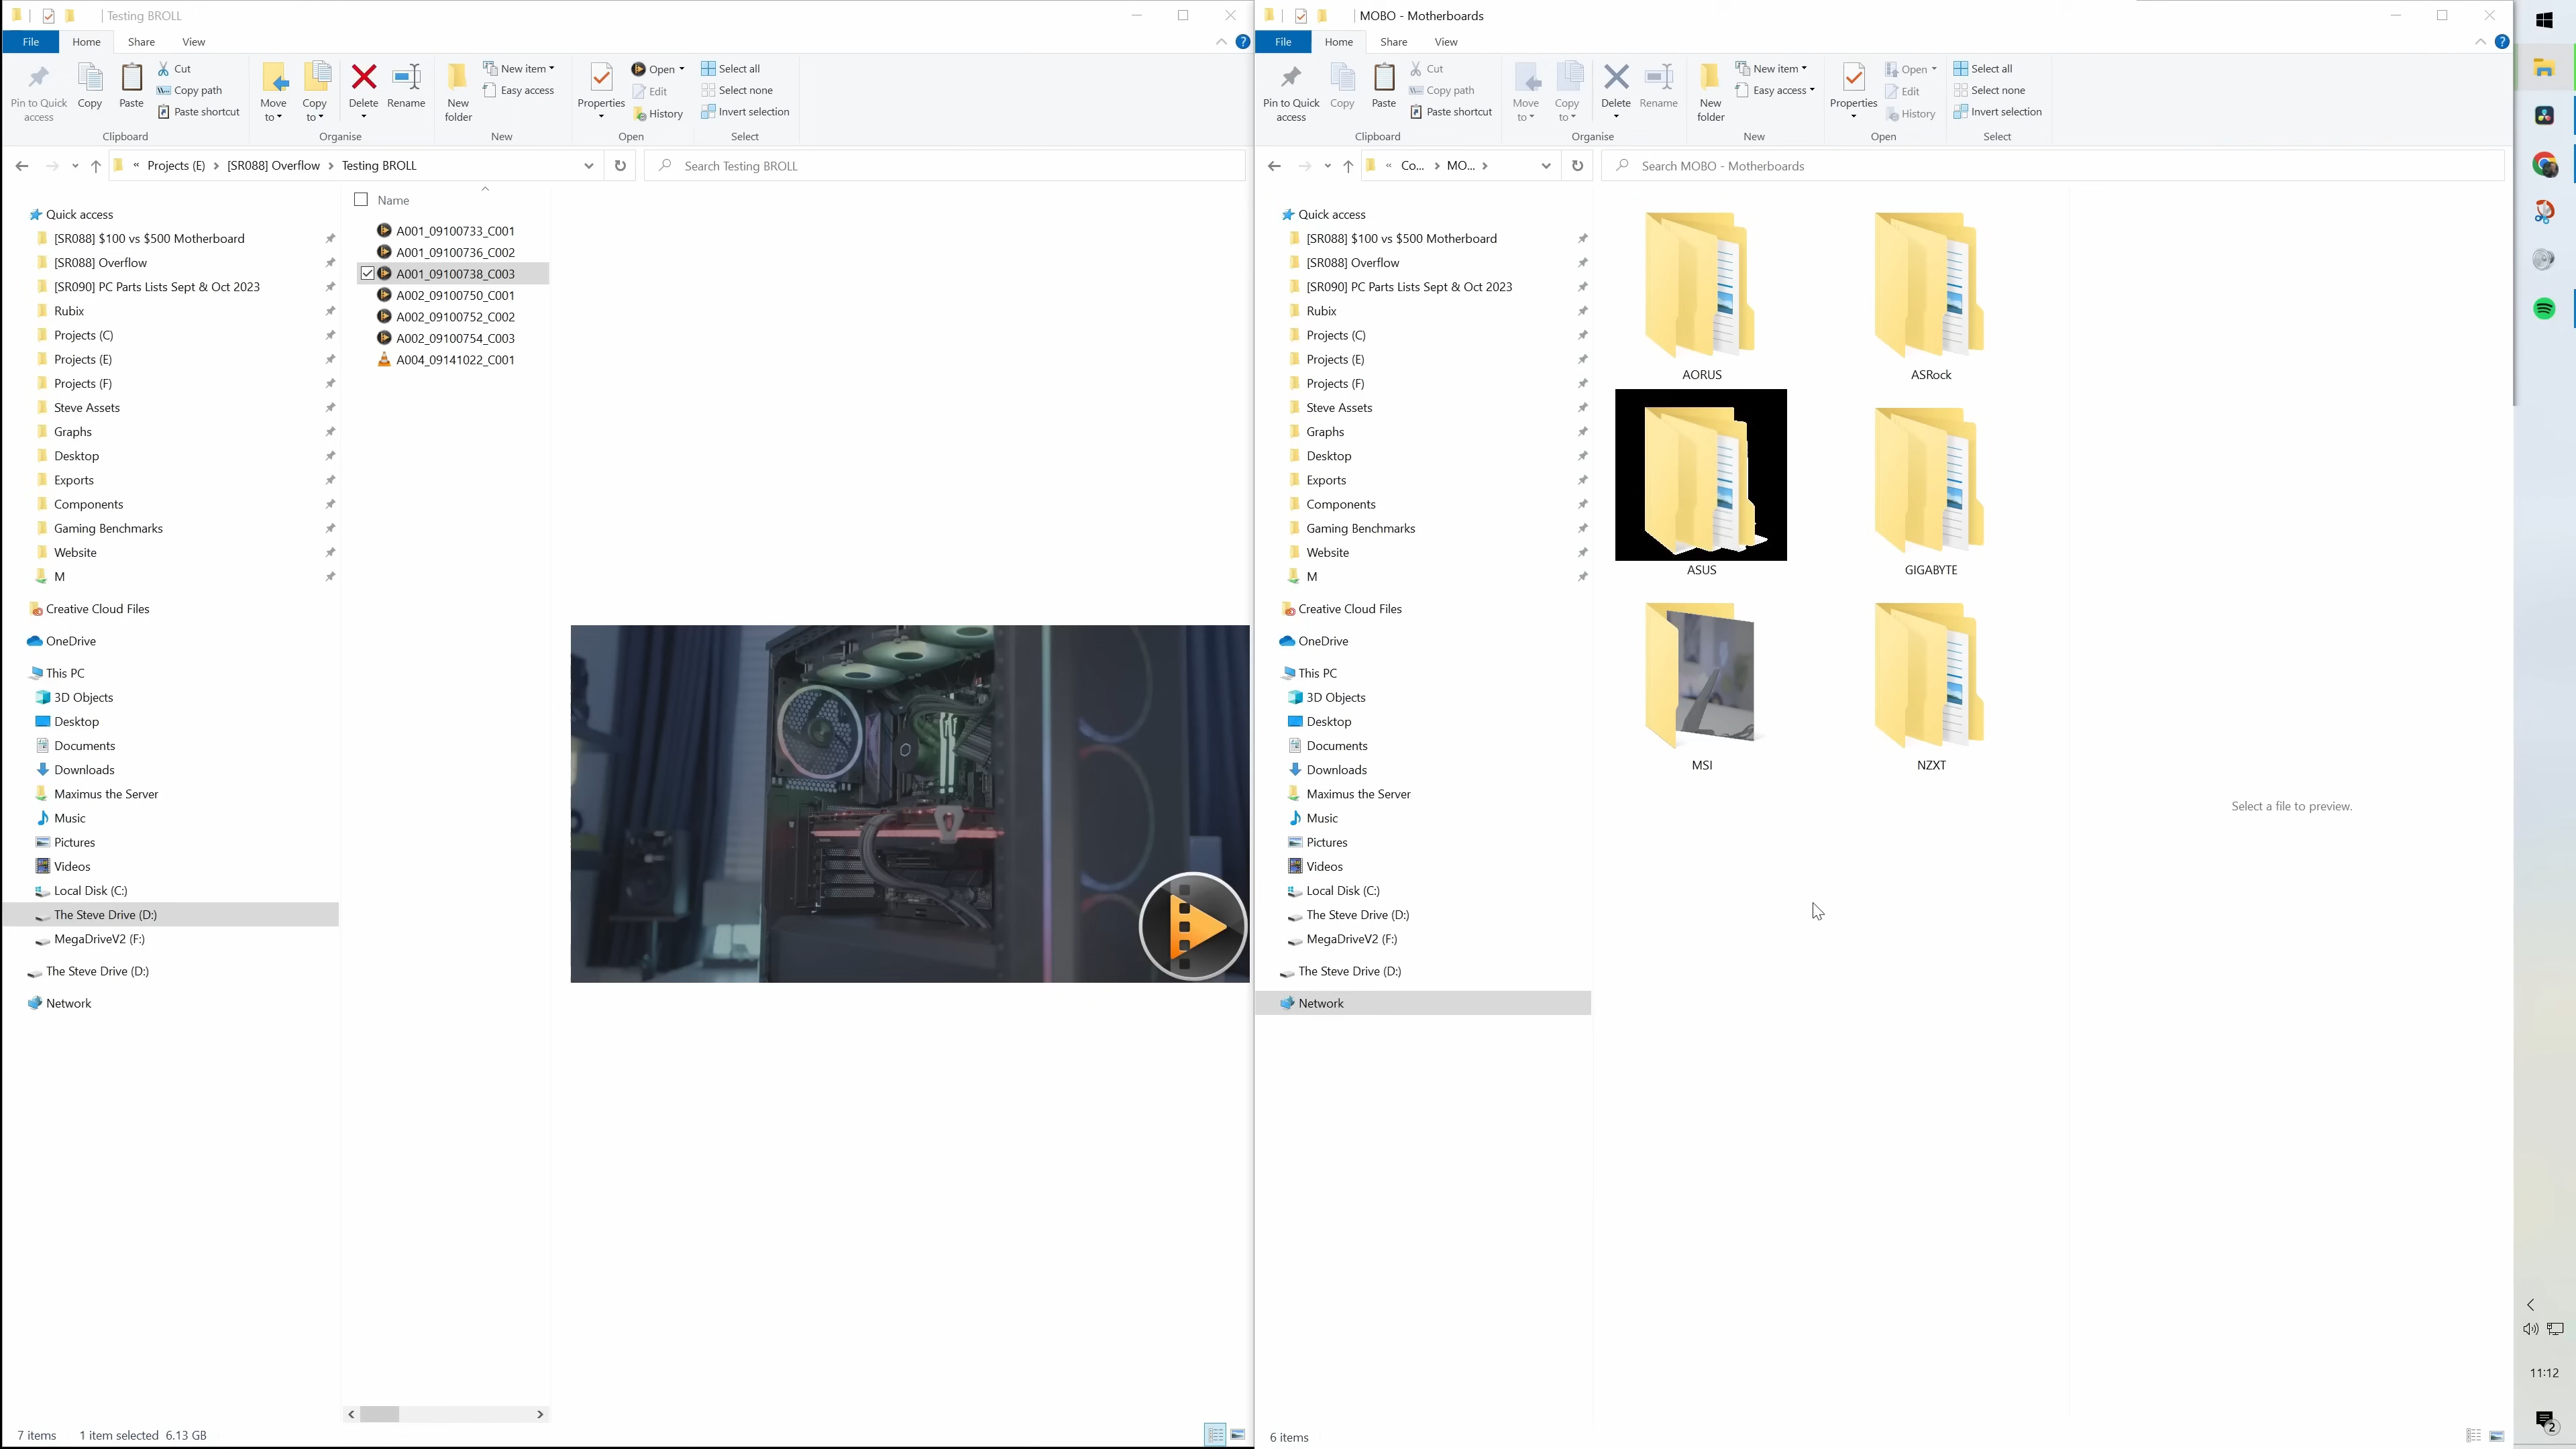 Testing BROLL
File Home Share View
Pin to Quick access
Copy
Paste
Cut
Copy path
Paste shortcut
Clipboard
Move to
Copy to
Delete
Rename
Organise
New folder
New item
Easy access
New
Properties
Open
Edit
History
Open
Select all
Select none
Invert selection
Select
« Projects (E) > [SR088] Overflow > Testing BROLL
Search Testing BROLL
Quick access
[SR088] $100 vs $500 Motherboard
[SR088] Overflow
[SR090] PC Parts Lists Sept & Oct 2023
Rubix
Projects (C)
Projects (E)
Projects (F)
Steve Assets
Graphs
Desktop
Exports
Components
Gaming Benchmarks
Website
M
Creative Cloud Files
OneDrive
This PC
3D Objects
Desktop
Documents
Downloads
Maximus the Server
Music
Pictures
Videos
Local Disk (C:)
The Steve Drive (D:)
MegaDriveV2 (F:)
The Steve Drive (D:)
Network
Name
A001_09100733_C001
A001_09100736_C002
A001_09100738_C003
A002_09100750_C001
A002_09100752_C002
A002_09100754_C003
A004_09141022_C001
7 items 1 item selected 6.13 GB
MOBO - Motherboards
File Home Share View
Pin to Quick access
Copy
Paste
Cut
Copy path
Paste shortcut
Clipboard
Move to
Copy to
Delete
Rename
Organise
New folder
New item
Easy access
New
Properties
Open
Edit
History
Open
Select all
Select none
Invert selection
Select
« Co... > MO... >
Search MOBO - Motherboards
Quick access
[SR088] $100 vs $500 Motherboard
[SR088] Overflow
[SR090] PC Parts Lists Sept & Oct 2023
Rubix
Projects (C)
Projects (E)
Projects (F)
Steve Assets
Graphs
Desktop
Exports
Components
Gaming Benchmarks
Website
M
Creative Cloud Files
OneDrive
This PC
3D Objects
Desktop
Documents
Downloads
Maximus the Server
Music
Pictures
Videos
Local Disk (C:)
The Steve Drive (D:)
MegaDriveV2 (F:)
The Steve Drive (D:)
Network
AORUS
ASRock
ASUS
GIGABYTE
MSI
NZXT
Select a file to preview.
6 items
11:12
2